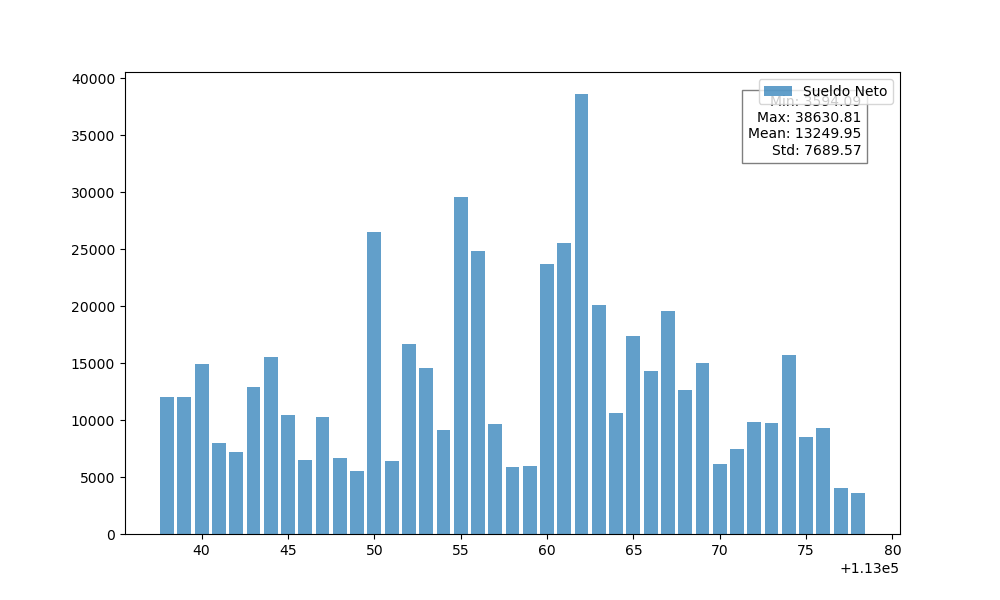 40000
35000
30000
25000
20000
15000
10000
5000
0
Sueldo Neto
Min: 3594.09
Max: 38630.81
Mean: 13249.95
Std: 7689.57
40 45 50 55 60 65 70 75 80
+1.13e5